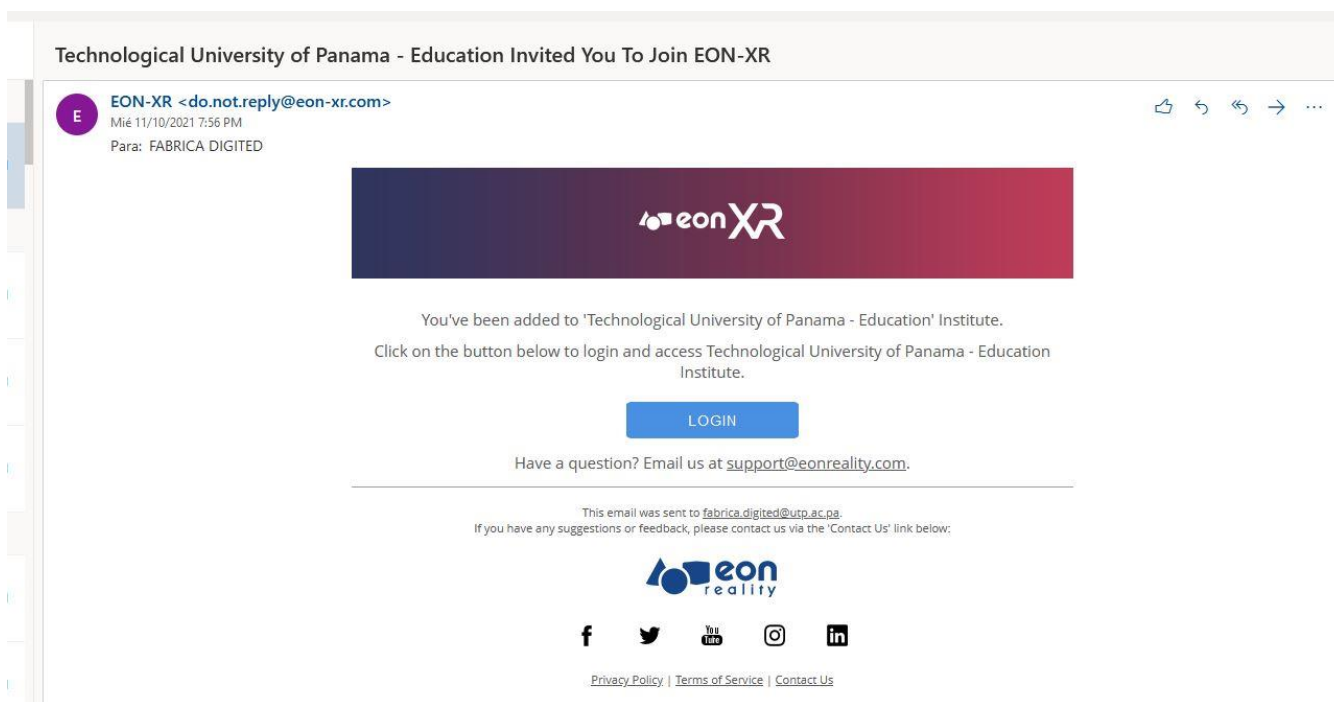 Technological University of Panama - Education Invited You To Join EON-XR
E
EON-XR <do.not.reply@eon-xr.com>
Mié 11/10/2021 7:56 PM
Para: FABRICA DIGITED
eon XR
You've been added to 'Technological University of Panama - Education' Institute.
Click on the button below to login and access Technological University of Panama - Education
Institute.
LOGIN
Have a question? Email us at support@eonreality.com.
This email was sent to fabrica.digited@utp.ac.pa.
If you have any suggestions or feedback, please contact us via the 'Contact Us' link below:
eon
reality
You
Tube
Privacy Policy | Terms of Service | Contact Us